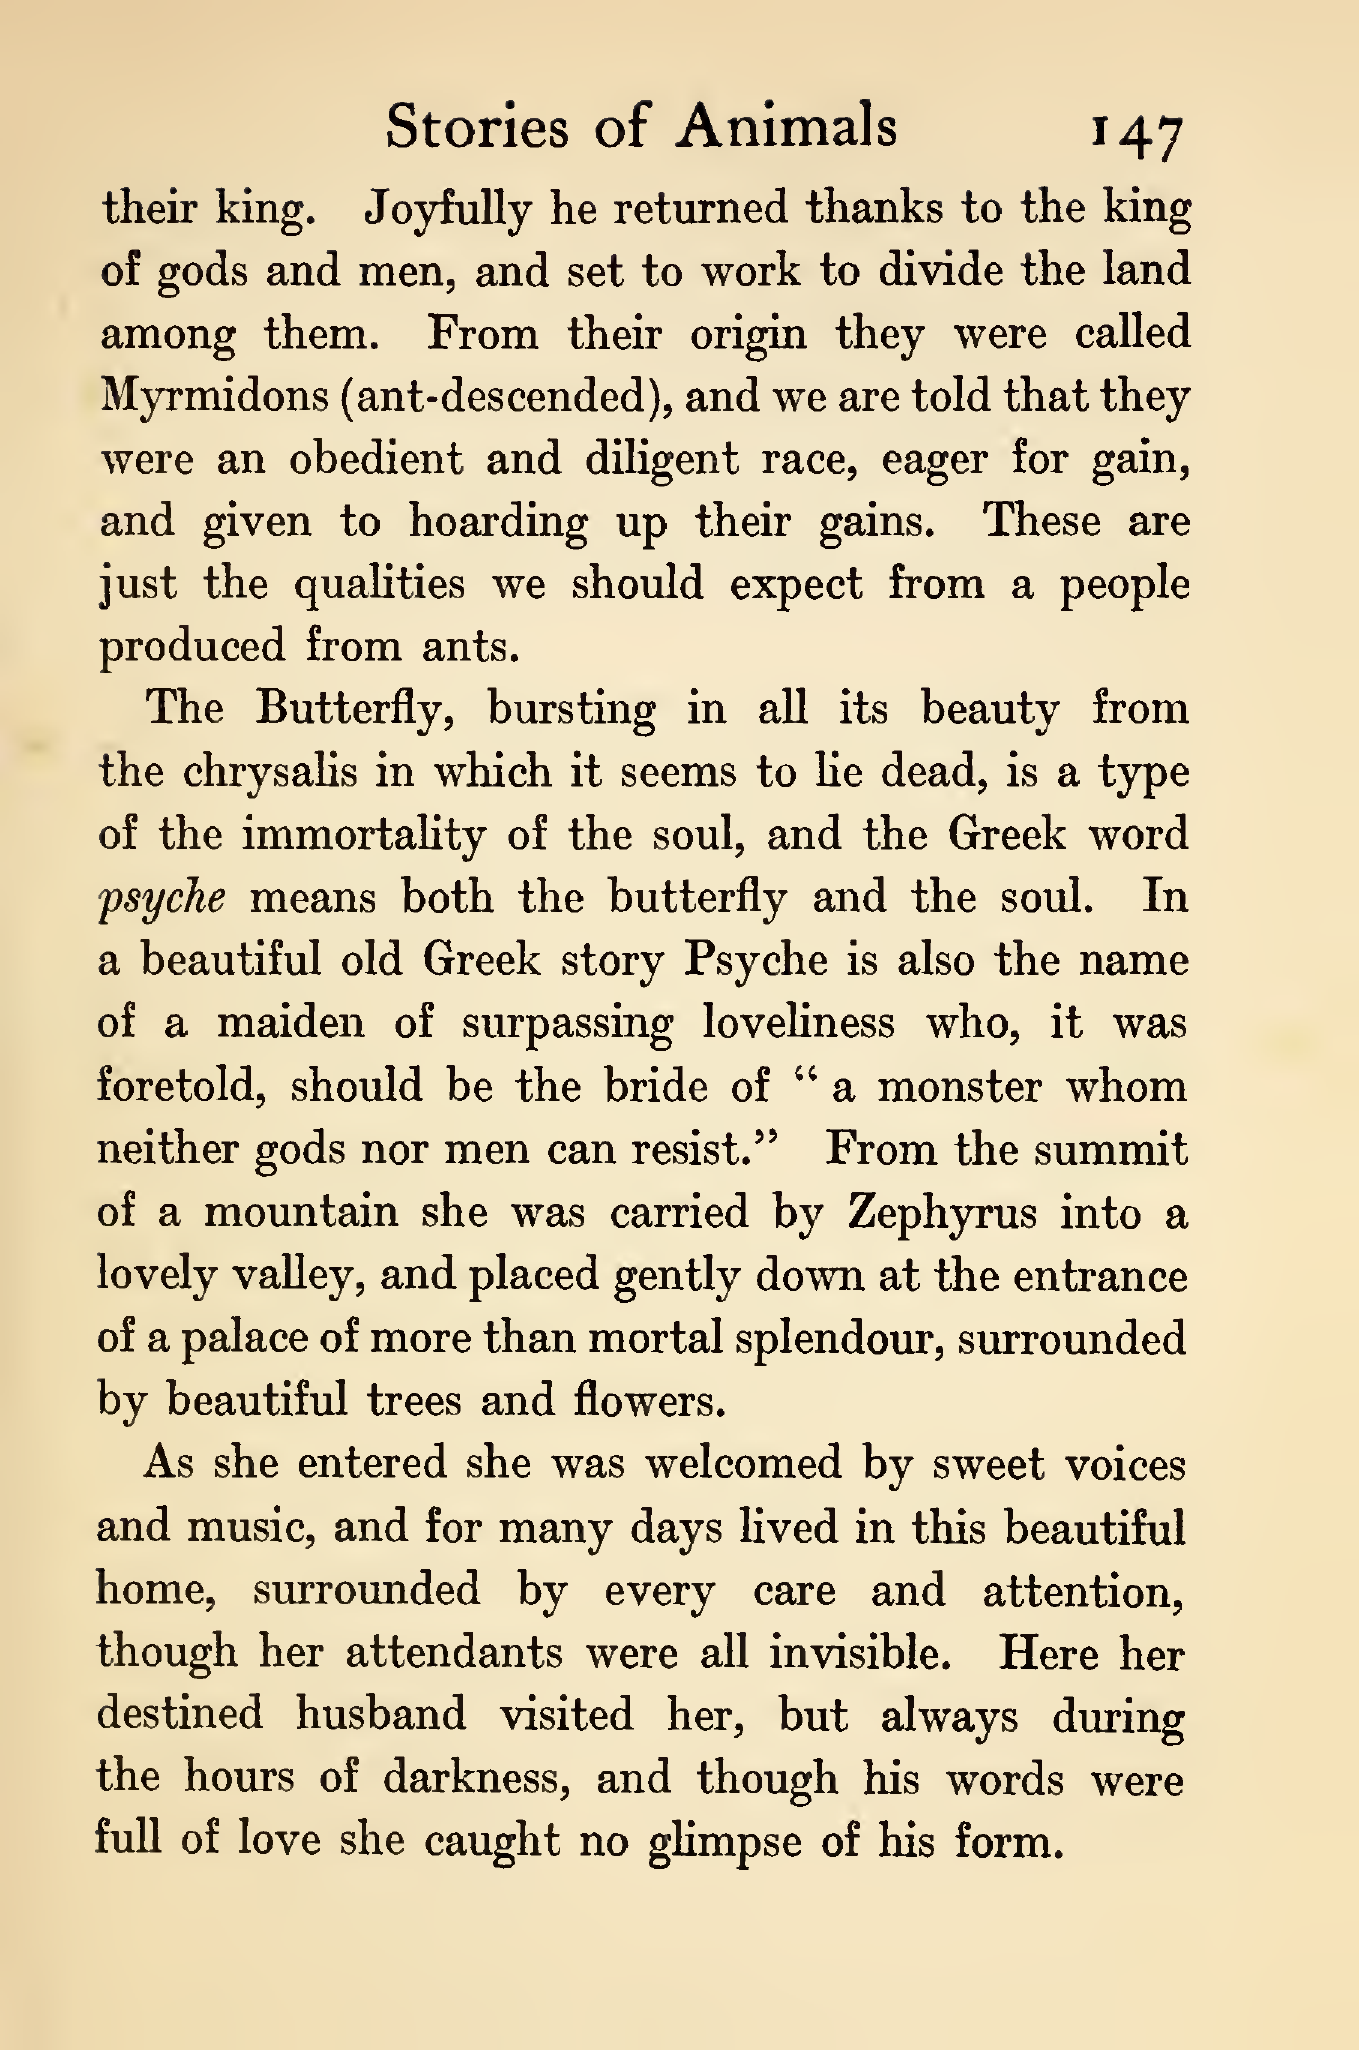 Stories of Animals 147
their king. Joyfully he returned thanks to the king
of gods and men, and set to work to divide the land
among them. From their origin they were called
Myrmidons (ant-descended), and we are told that they
were an obedient and diligent race, eager for gain,
and given to hoarding up their gains. These are
just the qualities we should expect from a people
produced from ants.
The Butterfly, bursting in all its beauty from
the chrysalis in which it seems to lie dead, is a type
of the immortality of the soul, and the Greek word
psyche means both the butterfly and the soul. In
a beautiful old Greek story Psyche is also the name
of a maiden of surpassing loveliness who, it was
foretold, should be the bride of “ a monster whom
neither gods nor men can resist.” From the summit
of a mountain she was carried by Zephyrus into a
lovely valley, and placed gently down at the entrance
of a palace of more than mortal splendour, surrounded
by beautiful trees and flowers.
As she entered she was welcomed by sweet voices
and music, and for many days lived in this beautiful
home, surrounded by every care and attention,
though her attendants were all invisible. Here her
destined husband visited her, but always during
the hours of darkness, and though his words were
full of love she caught no glimpse of his form.